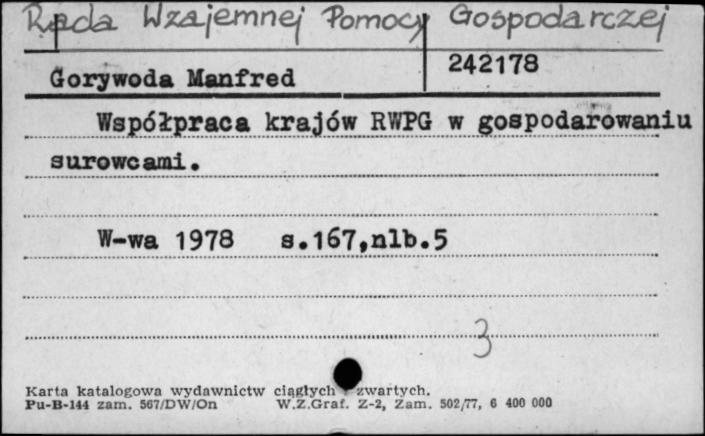 Rada Wzajemnej Pomocy Gospodarczej
Gorywoda Manfred
242178
Współpraca krajów RWPG w gospodarowaniu
surowcami.
W-wa 1978 s.167,nlb.5
3
Karta katalogowa wydawnictw ciągłych i zwartych.
Pu-B-144 zam. 567/DW/On W.Z.Graf. Z-2, Zam. 502/77, 6 400 000